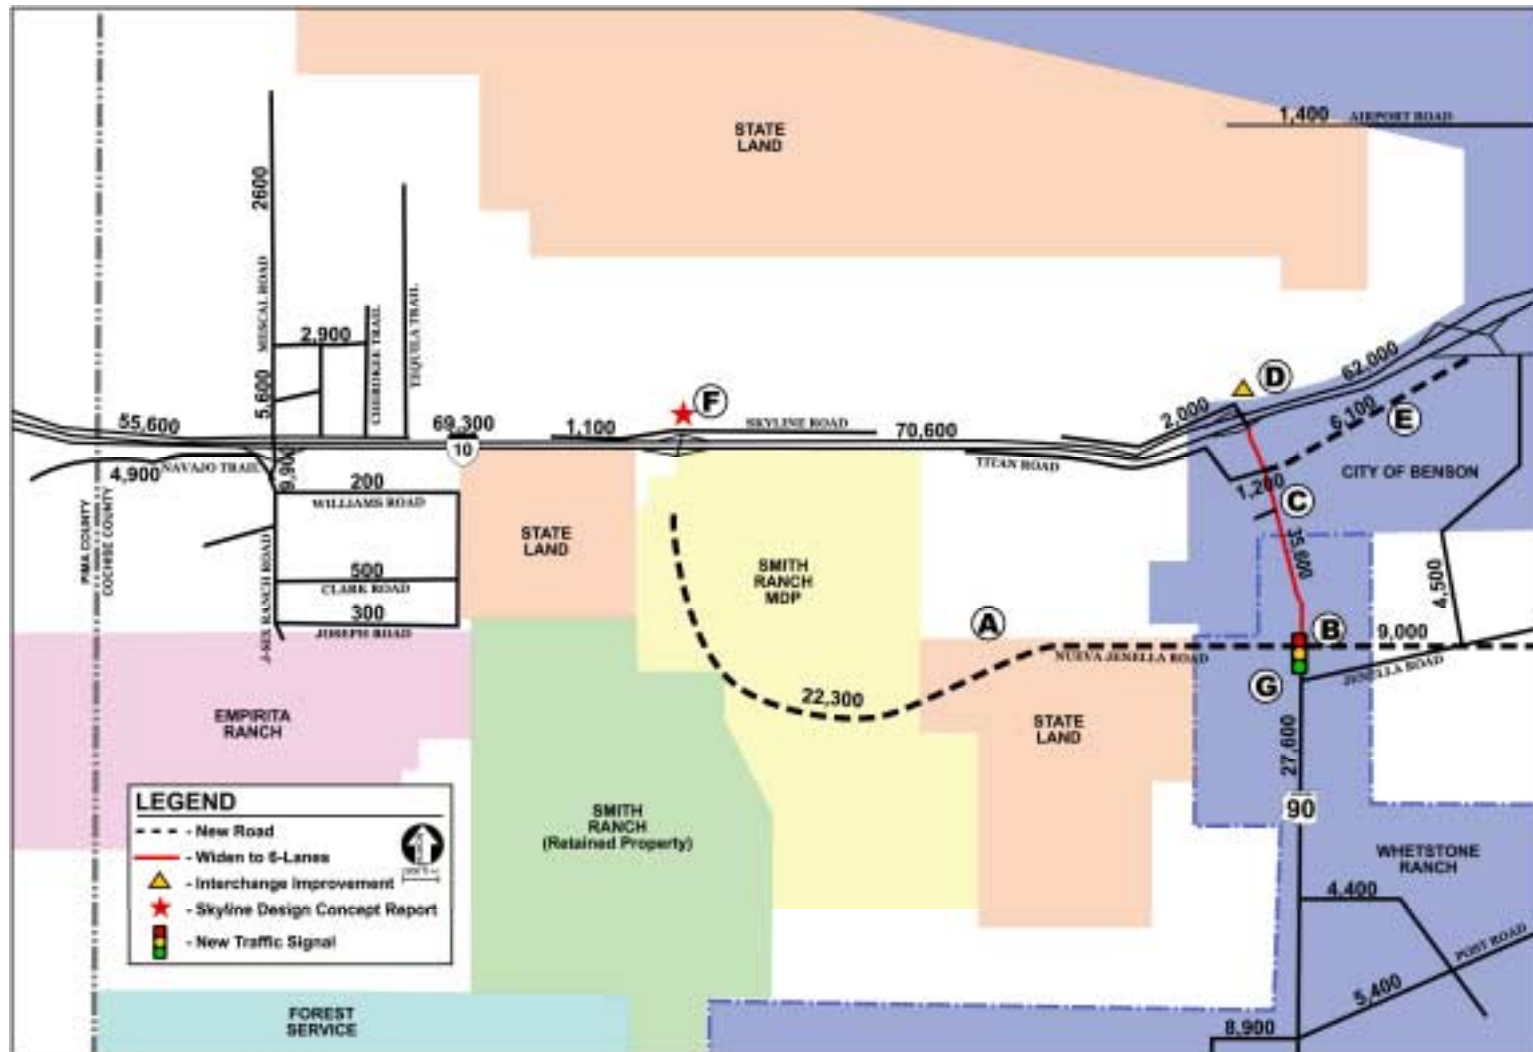 STATE
LAND
1,400 AIRPORT ROAD
2600
MESCAL ROAD
2,900
CHEROKEE TRAIL
TEQUILA TRAIL
5,600
55,600
69,300
10
1,100
F
SKYLINE ROAD
70,600
2,000
D
62,000
6,100
E
4,900
NAVAJO TRAIL
9,900
TITAN ROAD
1,200
C
CITY OF BENSON
35,600
200
WILLIAMS ROAD
500
CLARK ROAD
300
JOSEPH ROAD
J-SIX RANCH ROAD
PIMA COUNTY
COCHISE COUNTY
STATE
LAND
SMITH
RANCH
MDP
4,500
A
B
9,000
NUEVA JENELLA ROAD
JENELLA ROAD
G
22,300
EMPIRITA
RANCH
STATE
LAND
27,600
90
SMITH
RANCH
(Retained Property)
WHETSTONE
RANCH
4,400
POST ROAD
5,400
8,900
FOREST
SERVICE
LEGEND
- New Road
- Widen to 6-Lanes
- Interchange Improvement
- Skyline Design Concept Report
- New Traffic Signal